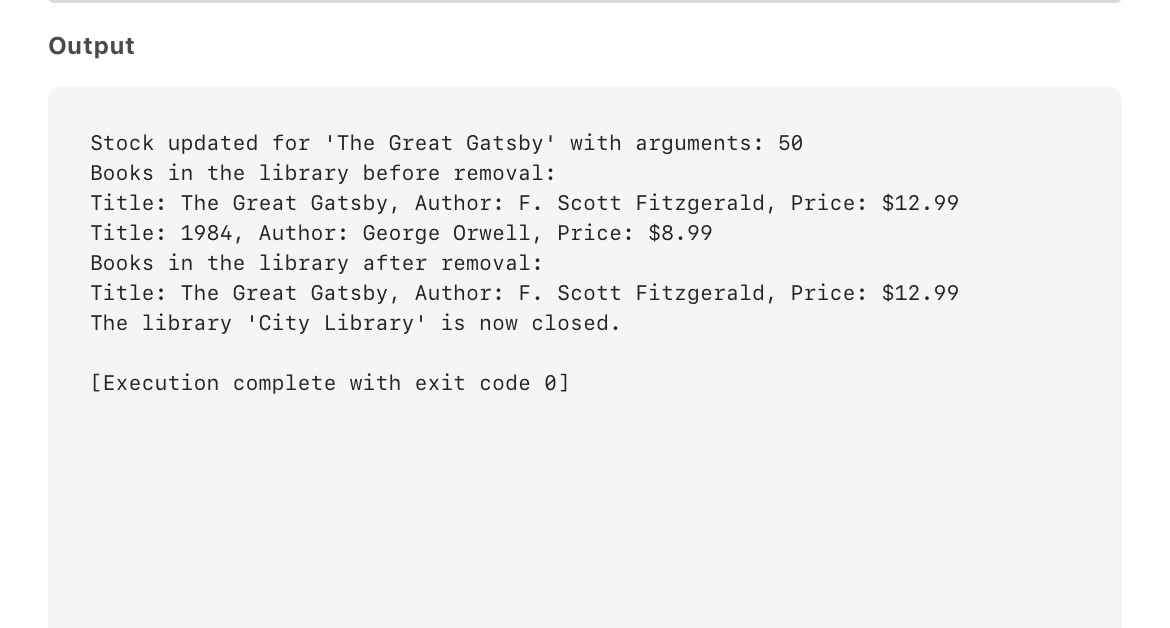 Output
Stock updated for 'The Great Gatsby' with arguments: 50
Books in the library before removal:
Title: The Great Gatsby, Author: F. Scott Fitzgerald, Price: $12.99
Title: 1984, Author: George Orwell, Price: $8.99
Books in the library after removal:
Title: The Great Gatsby, Author: F. Scott Fitzgerald, Price: $12.99
The library 'City Library' is now closed.
[Execution complete with exit code 0]